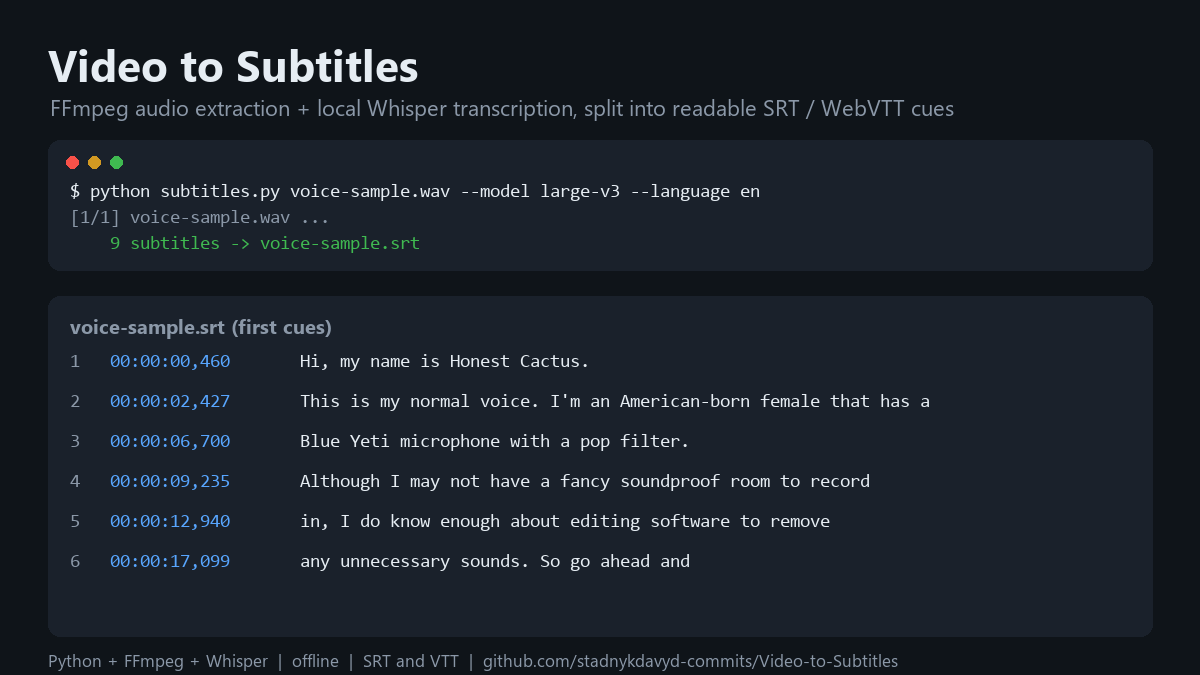 Video to Subtitles
FFmpeg audio extraction + local Whisper transcription, split into readable SRT / WebVTT cues
$ python subtitles.py voice-sample.wav --model large-v3 --language en
[1/1] voice-sample.wav ...
9 subtitles -> voice-sample.srt
voice-sample.srt (first cues)
1 00:00:00,460 Hi, my name is Honest Cactus.
2 00:00:02,427 This is my normal voice. I'm an American-born female that has a
3 00:00:06,700 Blue Yeti microphone with a pop filter.
4 00:00:09,235 Although I may not have a fancy soundproof room to record
5 00:00:12,940 in, I do know enough about editing software to remove
6 00:00:17,099 any unnecessary sounds. So go ahead and
Python + FFmpeg + Whisper | offline | SRT and VTT | github.com/stadnykdavyd-commits/Video-to-Subtitles